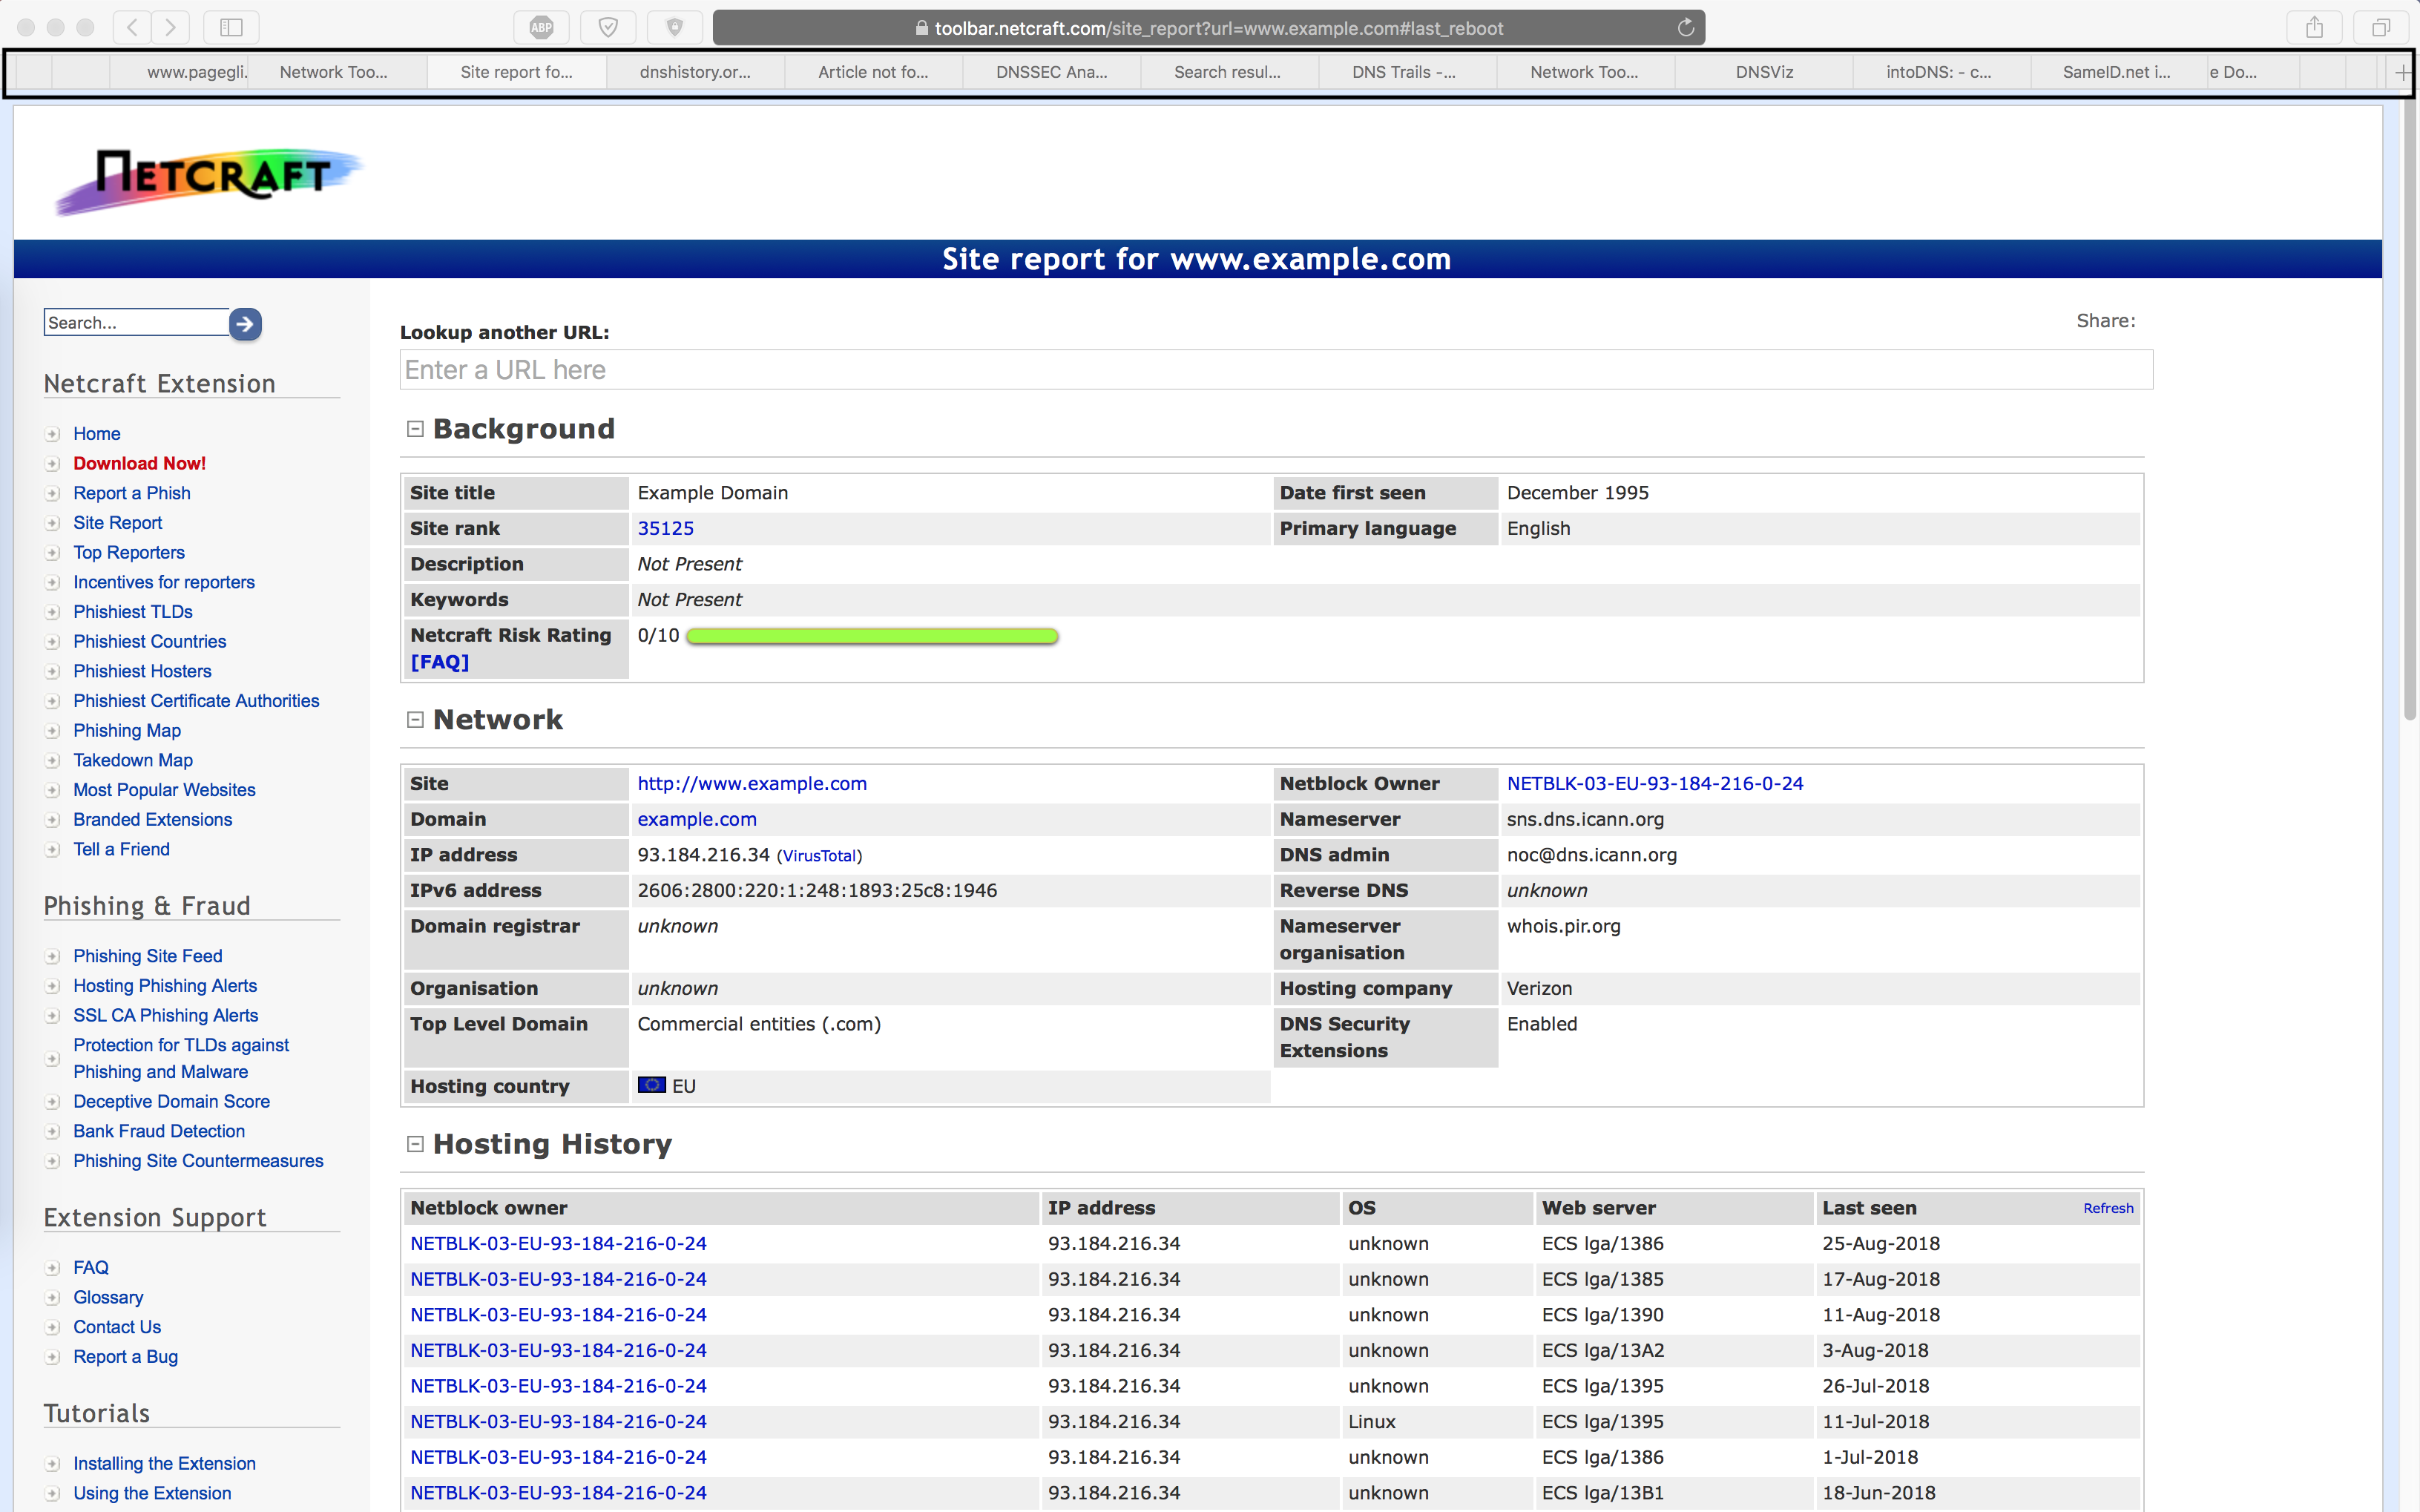 ABP toolbar.netcraft.com/site_report?url=www.example.com#last_reboot
www.pagegli. Network Too... Site report fo... dnshistory.or... Article not fo... DNSSEC Ana... Search resul... DNS Trails -... Network Too... DNSViz intoDNS: - c... SameID.net i... e Do...
NETCRAFT
Site report for www.example.com
Search...
Netcraft Extension
Home
Download Now!
Report a Phish
Site Report
Top Reporters
Incentives for reporters
Phishiest TLDs
Phishiest Countries
Phishiest Hosters
Phishiest Certificate Authorities
Phishing Map
Takedown Map
Most Popular Websites
Branded Extensions
Tell a Friend
Phishing & Fraud
Phishing Site Feed
Hosting Phishing Alerts
SSL CA Phishing Alerts
Protection for TLDs against
Phishing and Malware
Deceptive Domain Score
Bank Fraud Detection
Phishing Site Countermeasures
Extension Support
FAQ
Glossary
Contact Us
Report a Bug
Tutorials
Installing the Extension
Using the Extension
Share:
Lookup another URL:
Enter a URL here
Background
Site title Example Domain Date first seen December 1995
Site rank 35125 Primary language English
Description Not Present
Keywords Not Present
Netcraft Risk Rating 0/10
[FAQ]
Network
Site http://www.example.com Netblock Owner NETBLK-03-EU-93-184-216-0-24
Domain example.com Nameserver sns.dns.icann.org
IP address 93.184.216.34 (VirusTotal) DNS admin noc@dns.icann.org
IPv6 address 2606:2800:220:1:248:1893:25c8:1946 Reverse DNS unknown
Domain registrar unknown Nameserver whois.pir.org
organisation
Organisation unknown Hosting company Verizon
Top Level Domain Commercial entities (.com) DNS Security Enabled
Extensions
Hosting country EU
Hosting History
Netblock owner IP address OS Web server Last seen Refresh
NETBLK-03-EU-93-184-216-0-24 93.184.216.34 unknown ECS lga/1386 25-Aug-2018
NETBLK-03-EU-93-184-216-0-24 93.184.216.34 unknown ECS lga/1385 17-Aug-2018
NETBLK-03-EU-93-184-216-0-24 93.184.216.34 unknown ECS lga/1390 11-Aug-2018
NETBLK-03-EU-93-184-216-0-24 93.184.216.34 unknown ECS lga/13A2 3-Aug-2018
NETBLK-03-EU-93-184-216-0-24 93.184.216.34 unknown ECS lga/1395 26-Jul-2018
NETBLK-03-EU-93-184-216-0-24 93.184.216.34 Linux ECS lga/1395 11-Jul-2018
NETBLK-03-EU-93-184-216-0-24 93.184.216.34 unknown ECS lga/1386 1-Jul-2018
NETBLK-03-EU-93-184-216-0-24 93.184.216.34 unknown ECS lga/13B1 18-Jun-2018